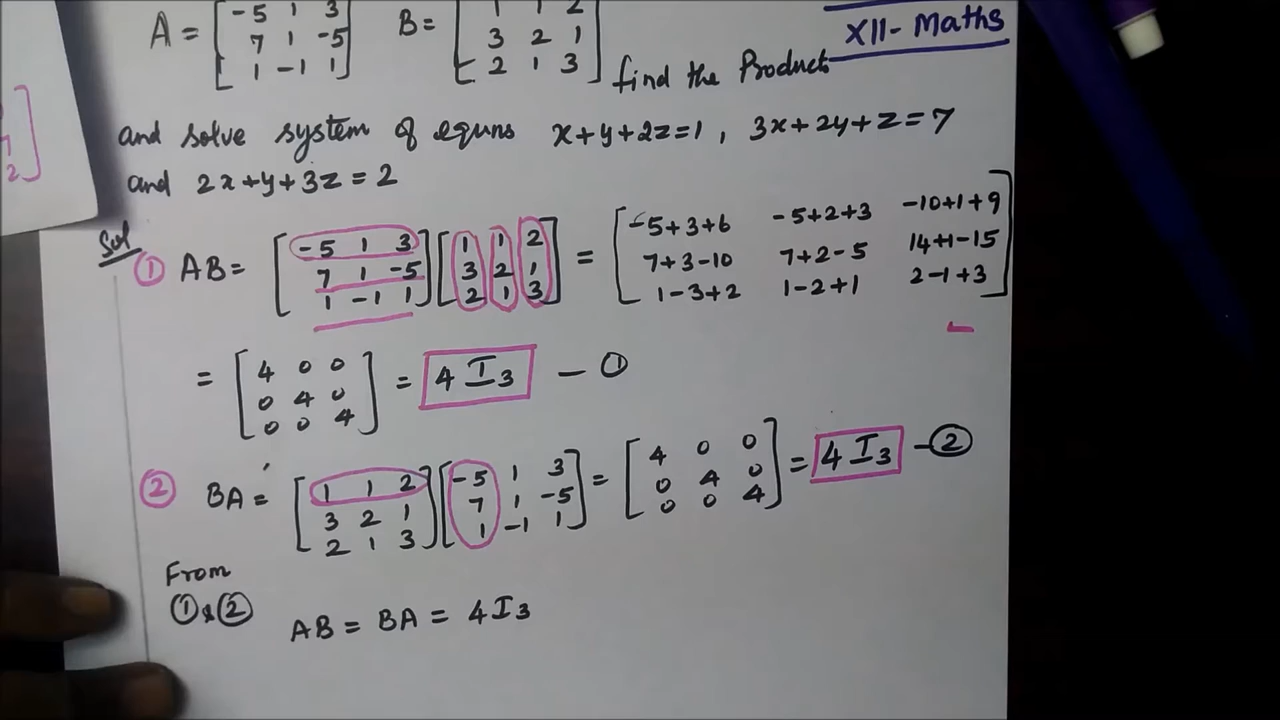 A = [ -5 1 3 ; 7 1 -5 ; 1 -1 1 ] B = [ 1 1 2 ; 3 2 1 ; 2 1 3 ] find the Product
XII- Maths
and solve system of equns x+y+2z=1, 3x+2y+z=7
and 2x+y+3z=2
Sol
① AB = [ -5 1 3 ; 7 1 -5 ; 1 -1 1 ] [ 1 1 2 ; 3 2 1 ; 2 1 3 ] = [ -5+3+6 -5+2+3 -10+1+9 ; 7+3-10 7+2-5 14+1-15 ; 1-3+2 1-2+1 2-1+3 ]
= [ 4 0 0 ; 0 4 0 ; 0 0 4 ] = 4 I3 — ①
② BA = [ 1 1 2 ; 3 2 1 ; 2 1 3 ] [ -5 1 3 ; 7 1 -5 ; 1 -1 1 ] = [ 4 0 0 ; 0 4 0 ; 0 0 4 ] = 4 I3 — ②
From
① & ② AB = BA = 4I3
2